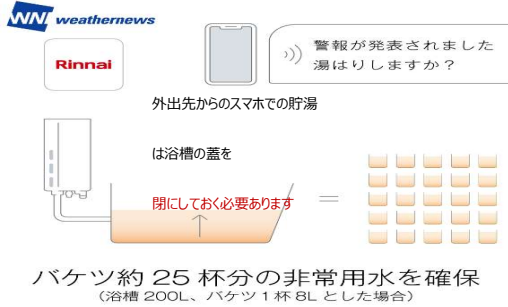 WNI weathernews
Rinnai
警報が発表されました
湯はりしますか？
外出先からのスマホでの貯湯
は浴槽の蓋を
閉にしておく必要あります
=
バケツ約 25 杯分の非常用水を確保
（浴槽 200L、バケツ 1 杯 8L とした場合）